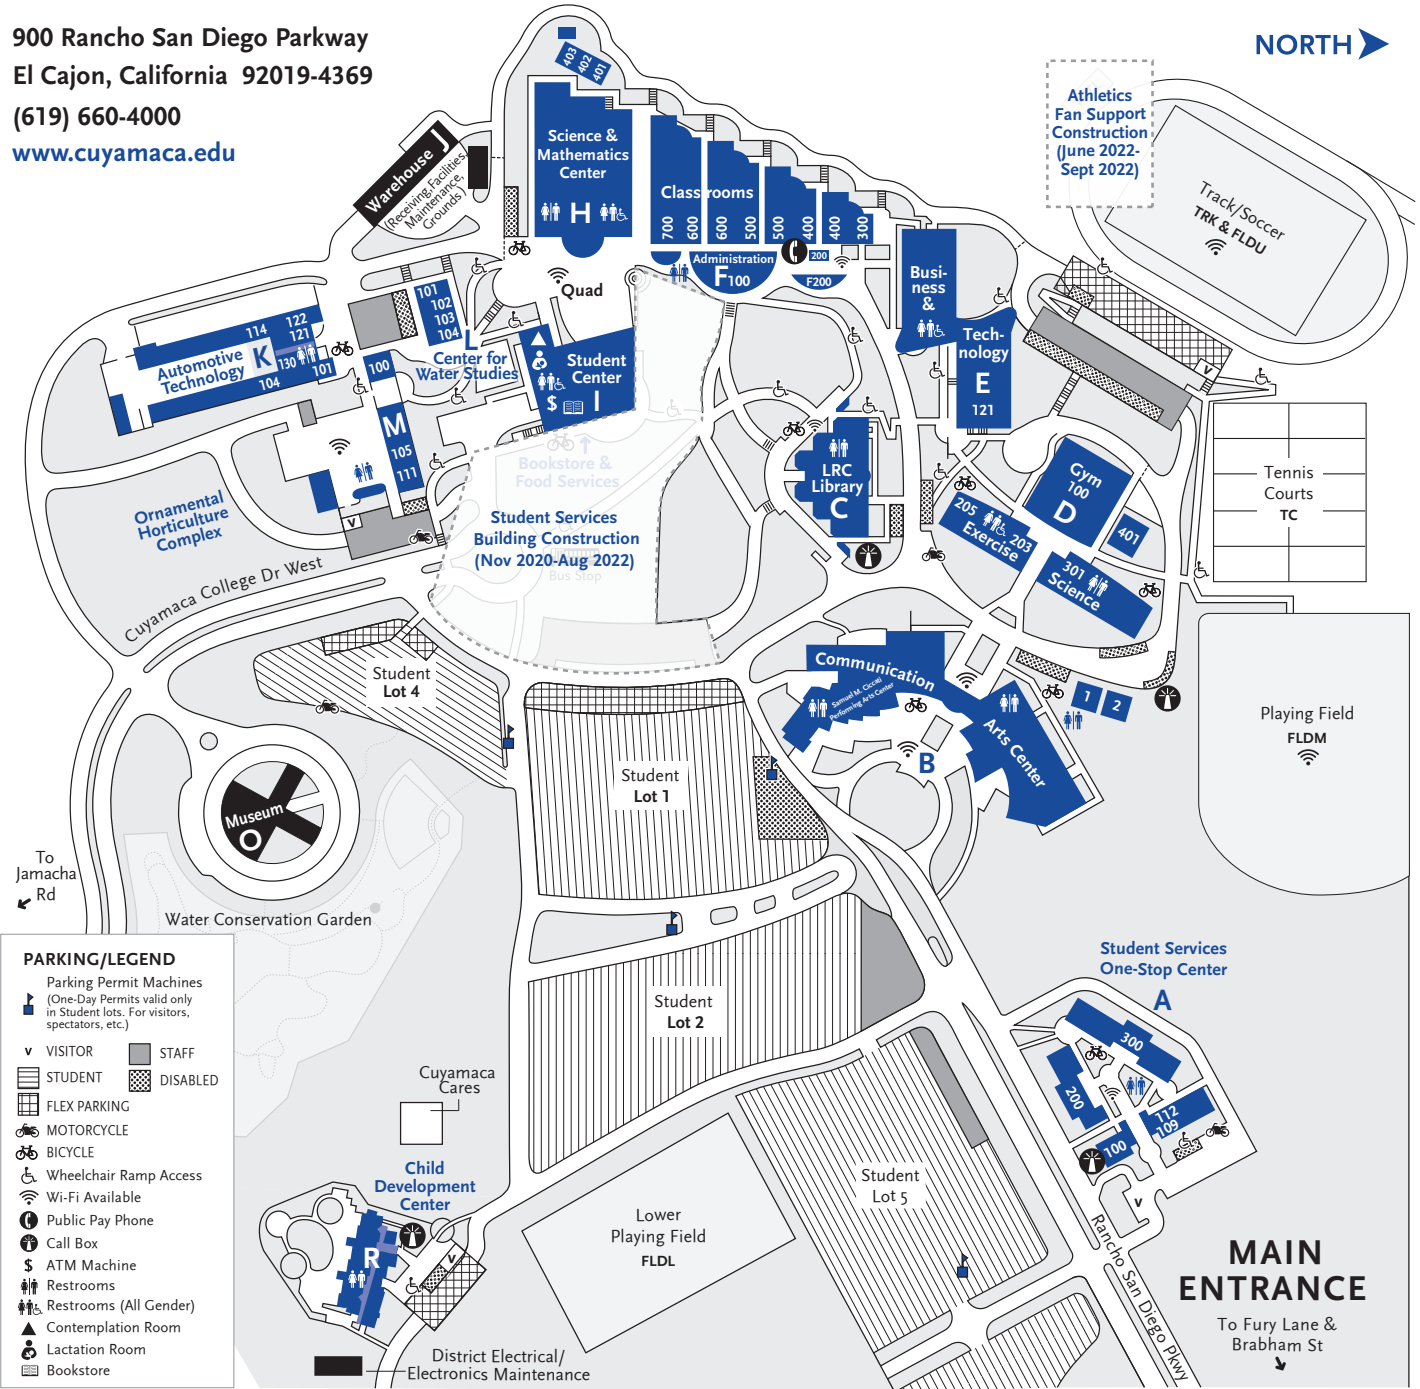 900 Rancho San Diego Parkway
El Cajon, California 92019-4369
(619) 660-4000
www.cuyamaca.edu
NORTH
403
402
401
Athletics
Fan Support
Construction
(June 2022-
Sept 2022)
Science &
Mathematics
Center
H
Warehouse J
(Receiving, Facilities,
Maintenance,
Grounds)
Classrooms
700
600
600
500
500
400
400
300
Track/Soccer
TRK & FLDU
Administration
F100
200
F200
Quad
Busi-
ness
&
Tech-
nology
E
121
101
102
103
104
L
Center for
Water Studies
114
122
121
Automotive
Technology
K
130
101
104
100
Student
Center
I
$
M
105
111
Bookstore &
Food Services
Student Services
Building Construction
(Nov 2020-Aug 2022)
Bus Stop
LRC
Library
C
Gym
100
D
401
205
203
Exercise
301
Science
Tennis
Courts
TC
v
Ornamental
Horticulture
Complex
v
Cuyamaca College Dr West
Student
Lot 4
Communication
Samuel M. Ciccati
Performing Arts Center
Arts Center
B
1
2
Playing Field
FLDM
Student
Lot 1
Museum
O
To
Jamacha
Rd
Water Conservation Garden
Student
Lot 2
Student Services
One-Stop Center
A
300
200
112
109
100
v
PARKING/LEGEND
Parking Permit Machines
(One-Day Permits valid only
in Student lots. For visitors,
spectators, etc.)
v VISITOR
STAFF
STUDENT
DISABLED
FLEX PARKING
MOTORCYCLE
BICYCLE
Wheelchair Ramp Access
Wi-Fi Available
Public Pay Phone
Call Box
$ ATM Machine
Restrooms
Restrooms (All Gender)
Contemplation Room
Lactation Room
Bookstore
Cuyamaca
Cares
Child
Development
Center
R
v
Student
Lot 5
Lower
Playing Field
FLDL
Rancho San Diego Pkwy
MAIN
ENTRANCE
To Fury Lane &
Brabham St
District Electrical/
Electronics Maintenance